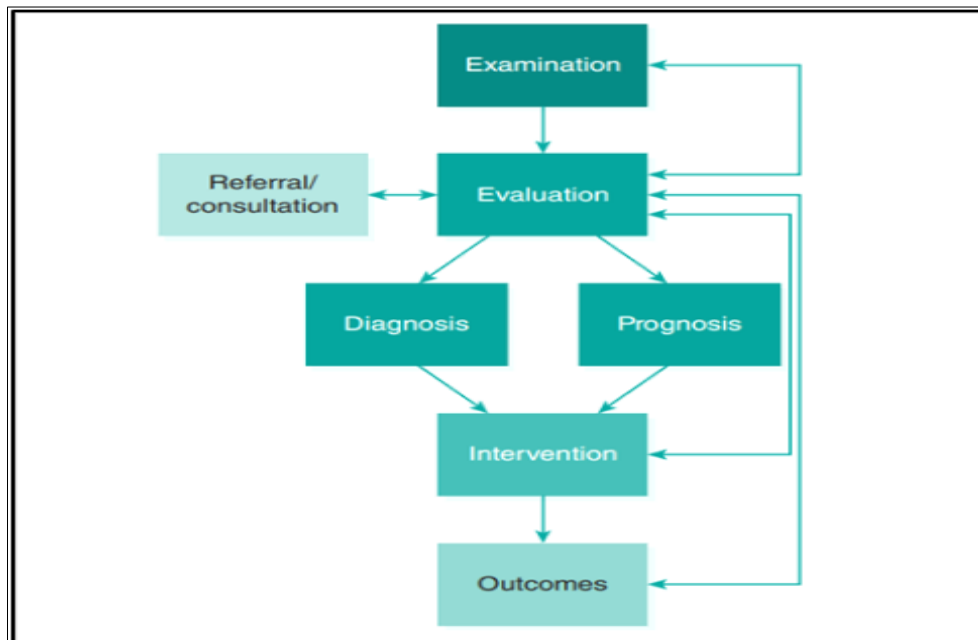 Examination
Referral/
consultation
Evaluation
Diagnosis
Prognosis
Intervention
Outcomes